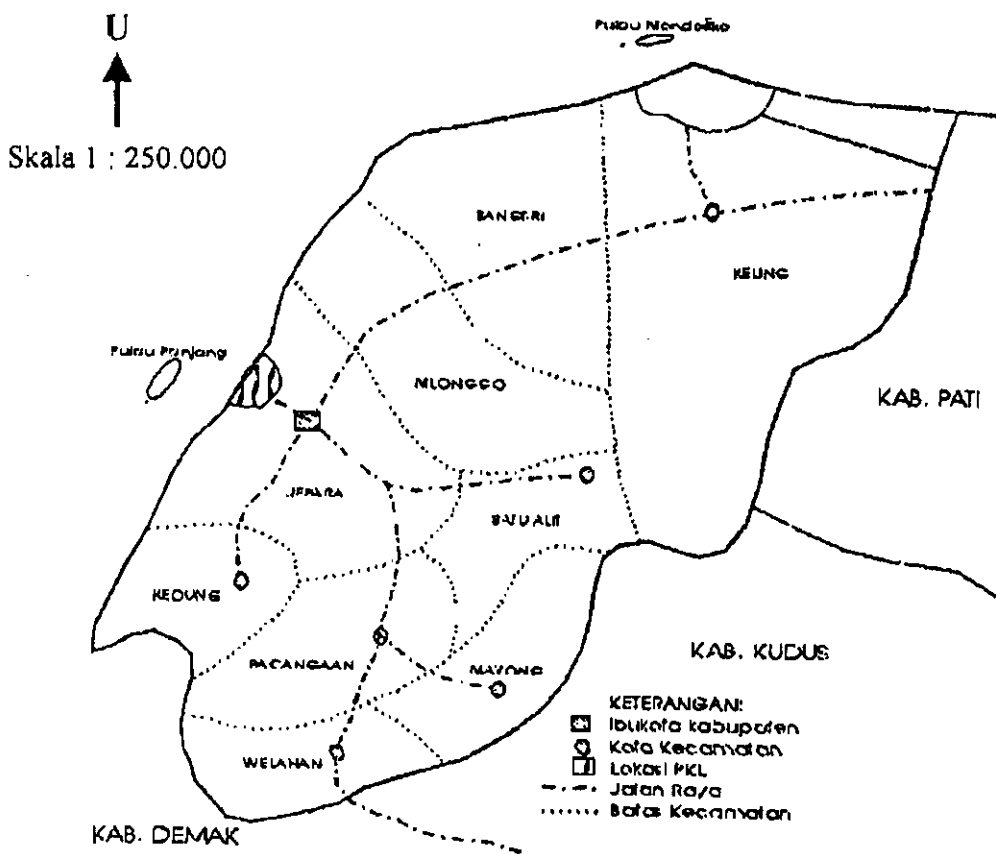 U
Skala 1 : 250.000
Pulau Mandalika
BANGSRI
KELING
Pulau Panjang
MLONGGO
KAB. PATI
JEPARA
BATU ALIT
KEDUNG
PACANGAAN
MAYONG
KAB. KUDUS
WELAHAN
KAB. DEMAK
KETERANGAN:
Ibukota kabupaten
Kota Kecamatan
Lokasi PKL
Jalan Raya
Batas Kecamatan